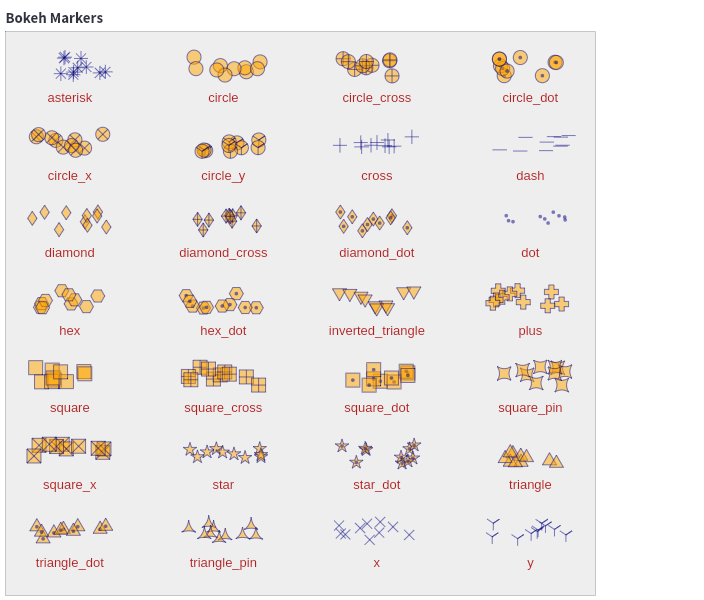 Bokeh Markers
asterisk circle circle_cross circle_dot
circle_x circle_y cross dash
diamond diamond_cross diamond_dot dot
hex hex_dot inverted_triangle plus
square square_cross square_dot square_pin
square_x star star_dot triangle
triangle_dot triangle_pin x y